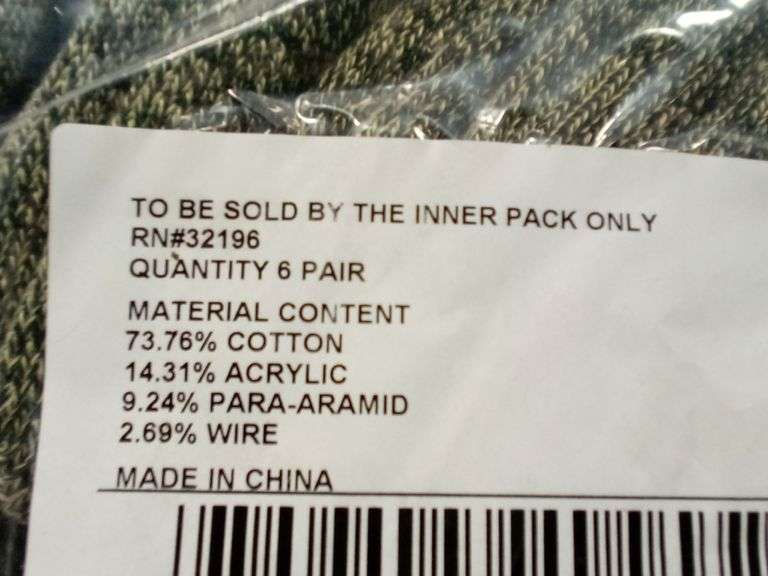 TO BE SOLD BY THE INNER PACK ONLY
RN#32196
QUANTITY 6 PAIR
MATERIAL CONTENT
73.76% COTTON
14.31% ACRYLIC
9.24% PARA-ARAMID
2.69% WIRE
MADE IN CHINA